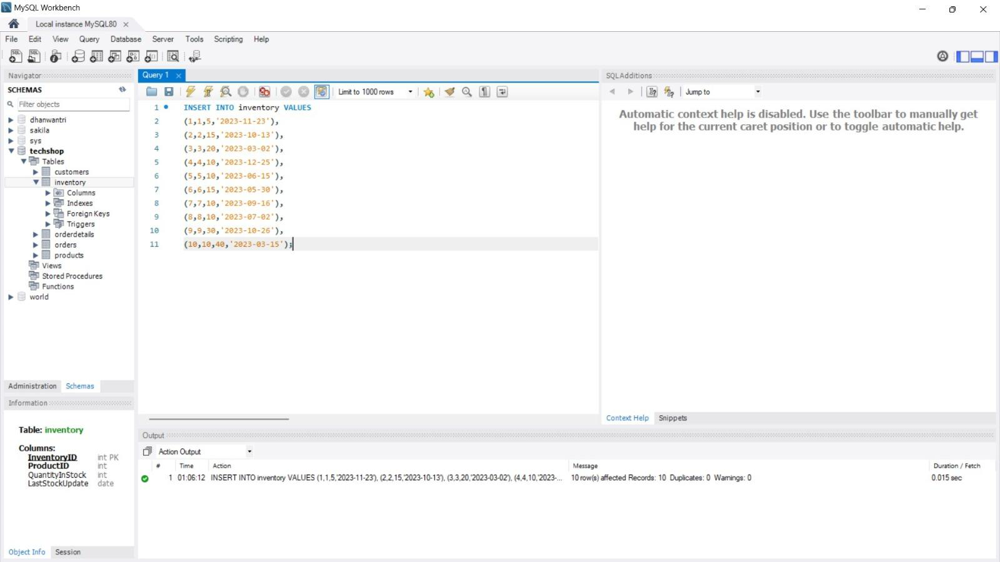 MySQL Workbench
Local instance MySQL80
File Edit View Query Database Server Tools Scripting Help
Navigator
SCHEMAS
Filter objects
dhanwantri
sakila
sys
techshop
Tables
customers
inventory
Columns
Indexes
Foreign Keys
Triggers
orderdetails
orders
products
Views
Stored Procedures
Functions
world
Administration Schemas
Information
Table: inventory
Columns:
InventoryID int PK
ProductID int
QuantityInStock int
LastStockUpdate date
Object Info Session
Query 1
Limit to 1000 rows
1 INSERT INTO inventory VALUES
2 (1,1,5,'2023-11-23'),
3 (2,2,15,'2023-10-13'),
4 (3,3,20,'2023-03-02'),
5 (4,4,10,'2023-12-25'),
6 (5,5,10,'2023-06-15'),
7 (6,6,15,'2023-05-30'),
8 (7,7,10,'2023-09-16'),
9 (8,8,10,'2023-07-02'),
10 (9,9,30,'2023-10-26'),
11 (10,10,40,'2023-03-15');
SQLAdditions
Jump to
Automatic context help is disabled. Use the toolbar to manually get
help for the current caret position or to toggle automatic help.
Context Help Snippets
Output
Action Output
# Time Action Message Duration / Fetch
1 01:06:12 INSERT INTO inventory VALUES (1,1,5,'2023-11-23'), (2,2,15,'2023-10-13'), (3,3,20,'2023-03-02'), (4,4,10,'2023-... 10 row(s) affected Records: 10 Duplicates: 0 Warnings: 0 0.015 sec